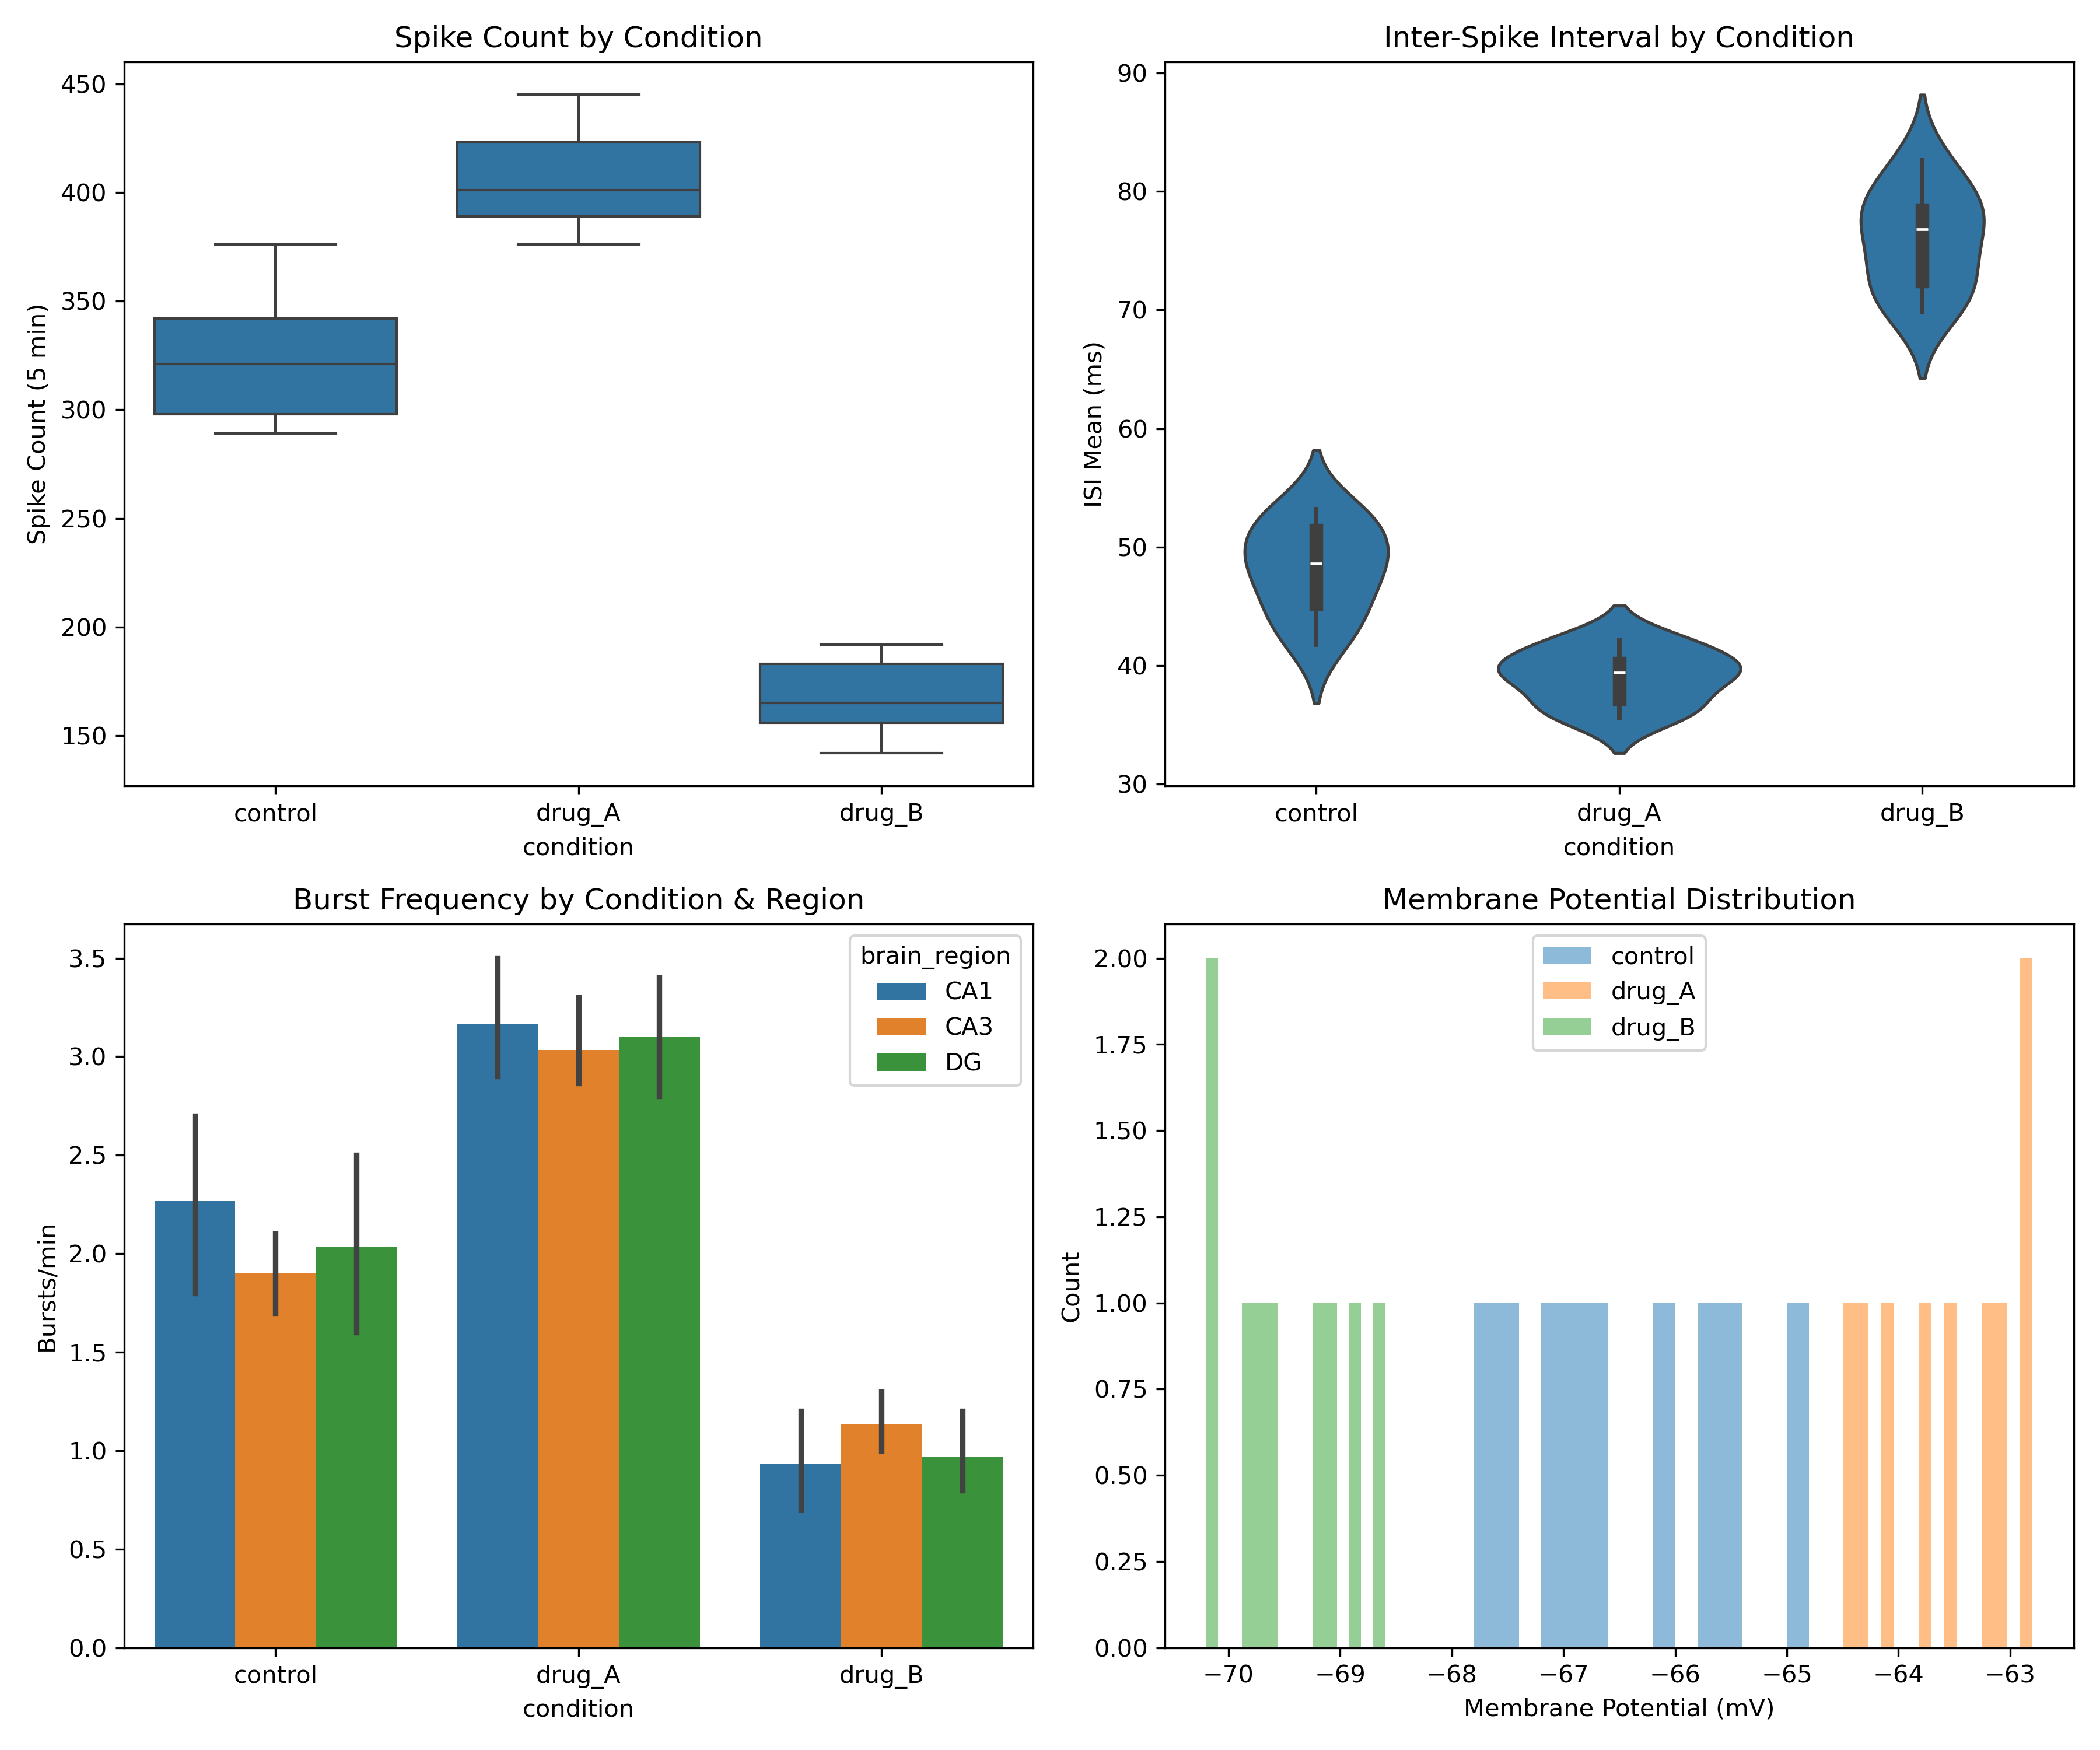 Spike Count by Condition
Spike Count (5 min)
450
400
350
300
250
200
150
control drug_A drug_B
condition
Inter-Spike Interval by Condition
ISI Mean (ms)
90
80
70
60
50
40
30
control drug_A drug_B
condition
Burst Frequency by Condition & Region
Bursts/min
3.5
3.0
2.5
2.0
1.5
1.0
0.5
0.0
brain_region
CA1
CA3
DG
control drug_A drug_B
condition
Membrane Potential Distribution
Count
2.00
1.75
1.50
1.25
1.00
0.75
0.50
0.25
0.00
control
drug_A
drug_B
−70 −69 −68 −67 −66 −65 −64 −63
Membrane Potential (mV)